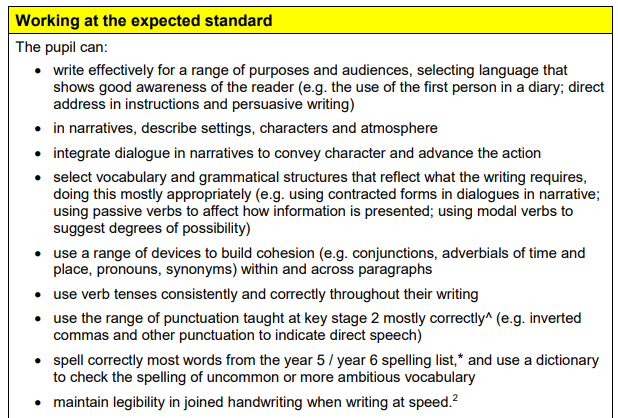 Working at the expected standard
The pupil can:
• write effectively for a range of purposes and audiences, selecting language that
shows good awareness of the reader (e.g. the use of the first person in a diary; direct
address in instructions and persuasive writing)
• in narratives, describe settings, characters and atmosphere
• integrate dialogue in narratives to convey character and advance the action
• select vocabulary and grammatical structures that reflect what the writing requires,
doing this mostly appropriately (e.g. using contracted forms in dialogues in narrative;
using passive verbs to affect how information is presented; using modal verbs to
suggest degrees of possibility)
• use a range of devices to build cohesion (e.g. conjunctions, adverbials of time and
place, pronouns, synonyms) within and across paragraphs
• use verb tenses consistently and correctly throughout their writing
• use the range of punctuation taught at key stage 2 mostly correctly^ (e.g. inverted
commas and other punctuation to indicate direct speech)
• spell correctly most words from the year 5 / year 6 spelling list,* and use a dictionary
to check the spelling of uncommon or more ambitious vocabulary
• maintain legibility in joined handwriting when writing at speed.²